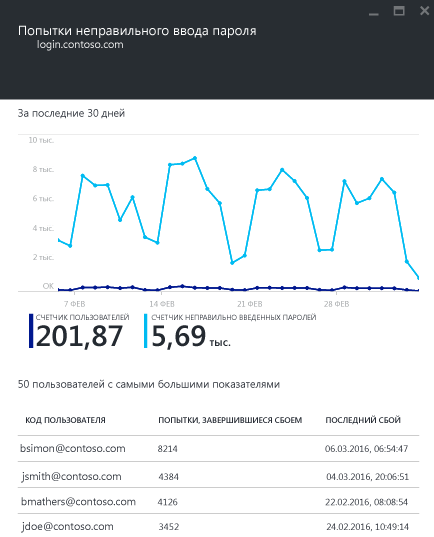 Попытки неправильного ввода пароля
login.contoso.com
За последние 30 дней
10 тыс.
8 тыс.
6 тыс.
4 тыс.
2 тыс.
ОК
7 ФЕВ 14 ФЕВ 21 ФЕВ 28 ФЕВ
СЧЕТЧИК ПОЛЬЗОВАТЕЛЕЙ СЧЕТЧИК НЕПРАВИЛЬНО ВВЕДЕННЫХ ПАРОЛЕЙ
201,87 5,69 тыс.
50 пользователей с самыми большими показателями
КОД ПОЛЬЗОВАТЕЛЯ ПОПЫТКИ, ЗАВЕРШИВШИЕСЯ СБОЕМ ПОСЛЕДНИЙ СБОЙ
bsimon@contoso.com 8214 06.03.2016, 06:54:47
jsmith@contoso.com 4384 04.03.2016, 20:06:51
bmathers@contoso.com 4126 22.02.2016, 08:08:54
jdoe@contoso.com 3452 24.02.2016, 10:49:14